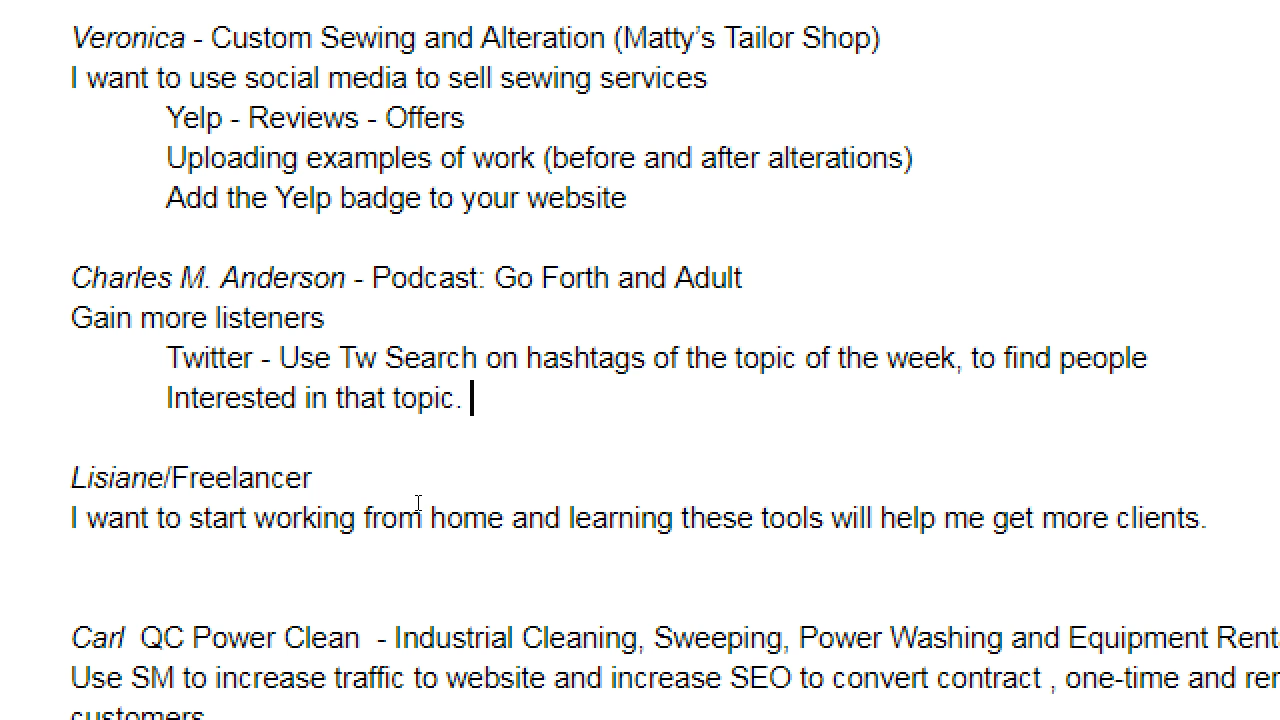 Veronica - Custom Sewing and Alteration (Matty’s Tailor Shop)
I want to use social media to sell sewing services
Yelp - Reviews - Offers
Uploading examples of work (before and after alterations)
Add the Yelp badge to your website
Charles M. Anderson - Podcast: Go Forth and Adult
Gain more listeners
Twitter - Use Tw Search on hashtags of the topic of the week, to find people
Interested in that topic.
Lisiane/Freelancer
I want to start working from home and learning these tools will help me get more clients.
Carl  QC Power Clean  - Industrial Cleaning, Sweeping, Power Washing and Equipment
Use SM to increase traffic to website and increase SEO to convert contract , one-time and
customers